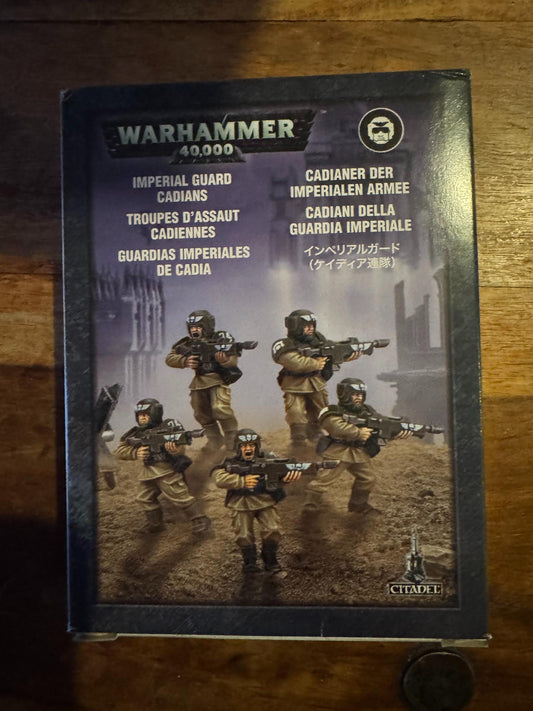 WARHAMMER
40,000
IMPERIAL GUARD
CADIANS
TROUPES D'ASSAUT
CADIENNES
GUARDIAS IMPERIALES
DE CADIA
CADIANER DER
IMPERIALEN ARMEE
CADIANI DELLA
GUARDIA IMPERIALE
インペリアルガード
（ケイディア連隊）
CITADEL